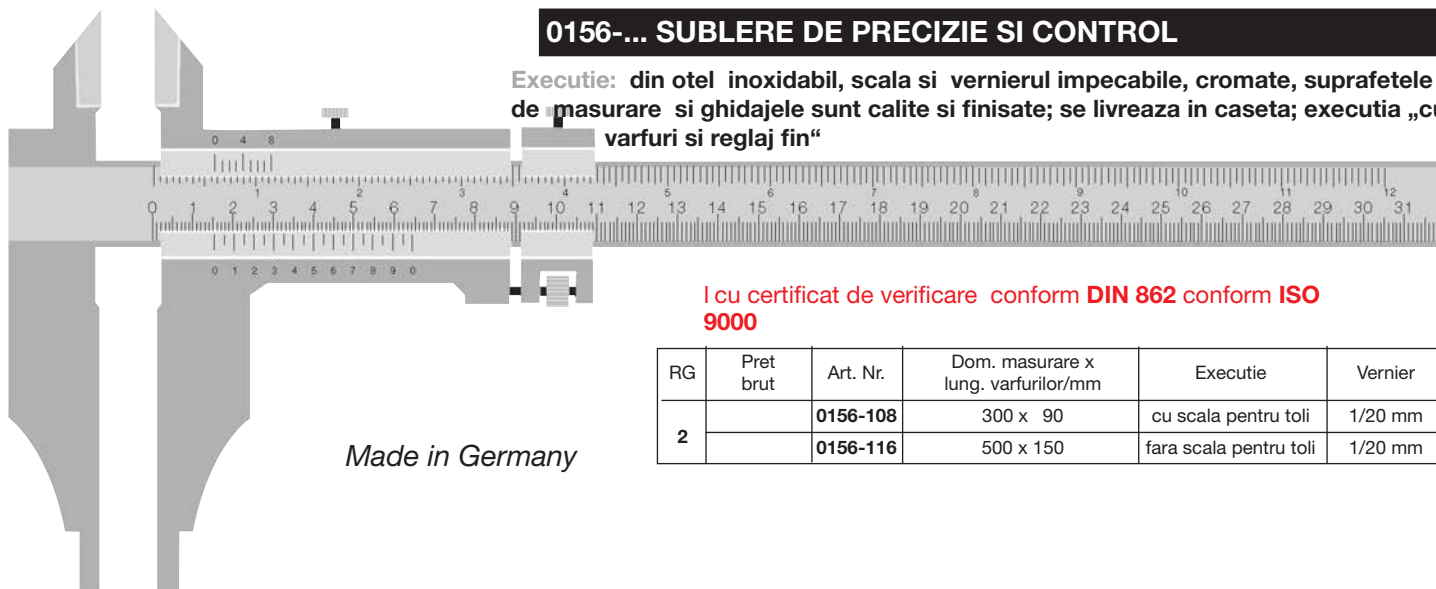 0156-... SUBLERE DE PRECIZIE SI CONTROL
Executie: din otel inoxidabil, scala si vernierul impecabile, cromate, suprafetele
de masurare si ghidajele sunt calite si finisate; se livreaza in caseta; executia „cu
varfuri si reglaj fin“
0 4 8
1 2 3 4 5 6 7 8 9 10 11 12
0 1 2 3 4 5 6 7 8 9 10 11 12 13 14 15 16 17 18 19 20 21 22 23 24 25 26 27 28 29 30 31
0 1 2 3 4 5 6 7 8 9 0
l cu certificat de verificare conform DIN 862 conform ISO
9000
RG Pret brut Art. Nr. Dom. masurare x lung. varfurilor/mm Executie Vernier
2 0156-108 300 x 90 cu scala pentru toli 1/20 mm
0156-116 500 x 150 fara scala pentru toli 1/20 mm
Made in Germany